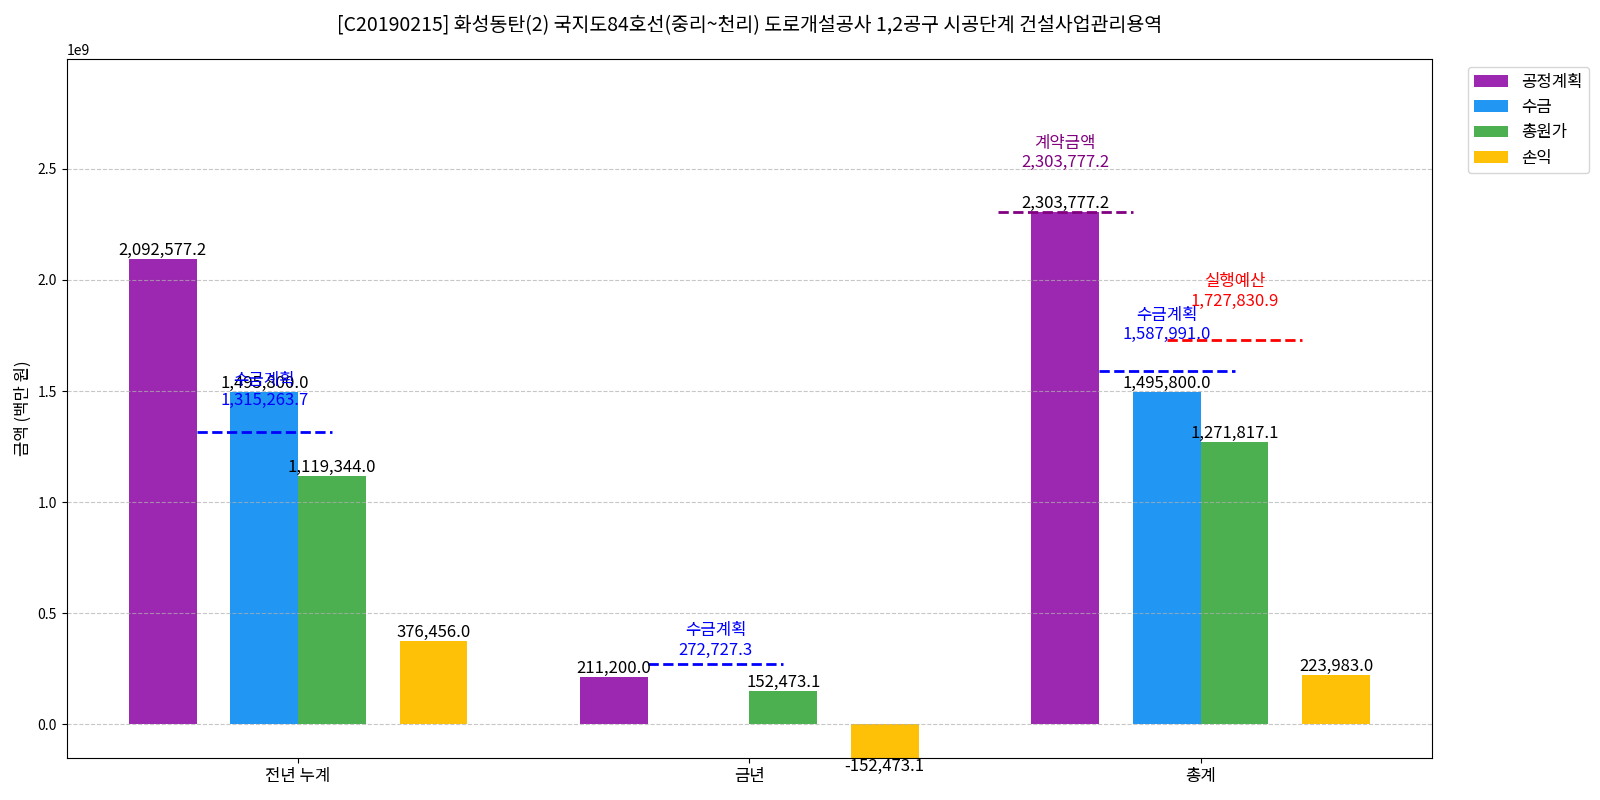 [C20190215] 화성동탄(2) 국지도84호선(중리~천리) 도로개설공사 1,2공구 시공단계 건설사업관리용역
1e9
금액 (백만 원)
2.5
2.0
1.5
1.0
0.5
0.0
2,092,577.2
수금계획
1,495,800.0
1,315,263.7
1,119,344.0
376,456.0
211,200.0
수금계획
272,727.3
152,473.1
-152,473.1
계약금액
2,303,777.2
2,303,777.2
실행예산
1,727,830.9
수금계획
1,587,991.0
1,495,800.0
1,271,817.1
223,983.0
전년 누계
금년
총계
공정계획
수금
총원가
손익